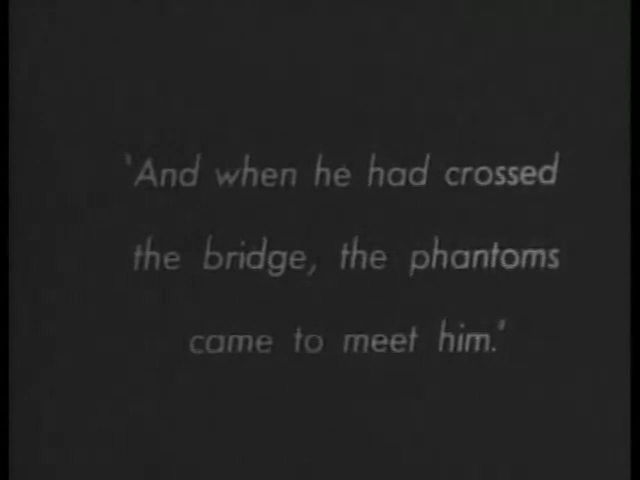 'And when he had crossed
the bridge, the phantoms
came to meet him.'